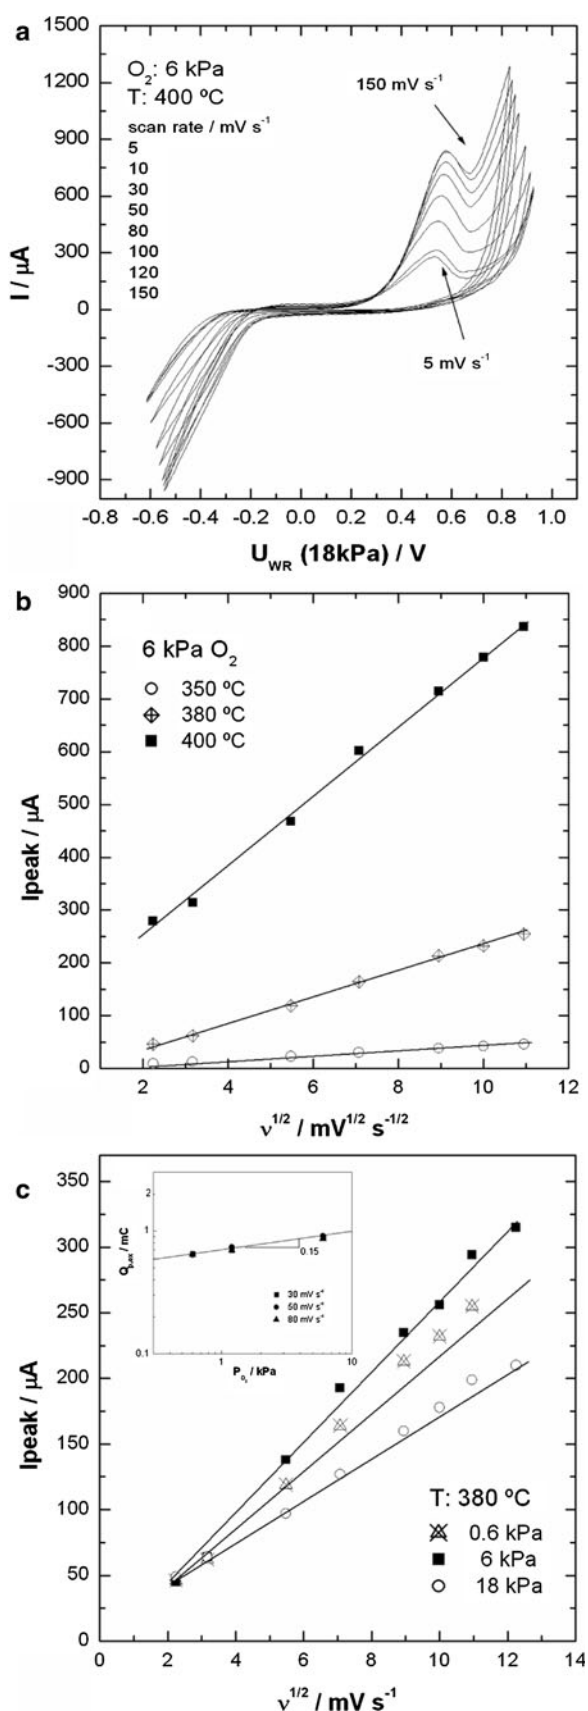 a
1500
1200
900
600
300
0
-300
-600
-900
I / µA
O2: 6 kPa
T: 400 ºC
scan rate / mV s-1
5
10
30
50
80
100
120
150
150 mV s-1
5 mV s-1
-0.8 -0.6 -0.4 -0.2 0.0 0.2 0.4 0.6 0.8 1.0
UWR (18kPa) / V
b
900
800
700
600
500
400
300
200
100
0
Ipeak / µA
6 kPa O2
350 ºC
380 ºC
400 ºC
2 4 6 8 10 12
ν1/2 / mV1/2 s-1/2
c
350
300
250
200
150
100
50
0
Ipeak / µA
2
1
0.1
Qp,ax / mC
0.15
30 mV s-1
50 mV s-1
80 mV s-1
1 10
PO2 / kPa
T: 380 ºC
0.6 kPa
6 kPa
18 kPa
0 2 4 6 8 10 12 14
ν1/2 / mV s-1